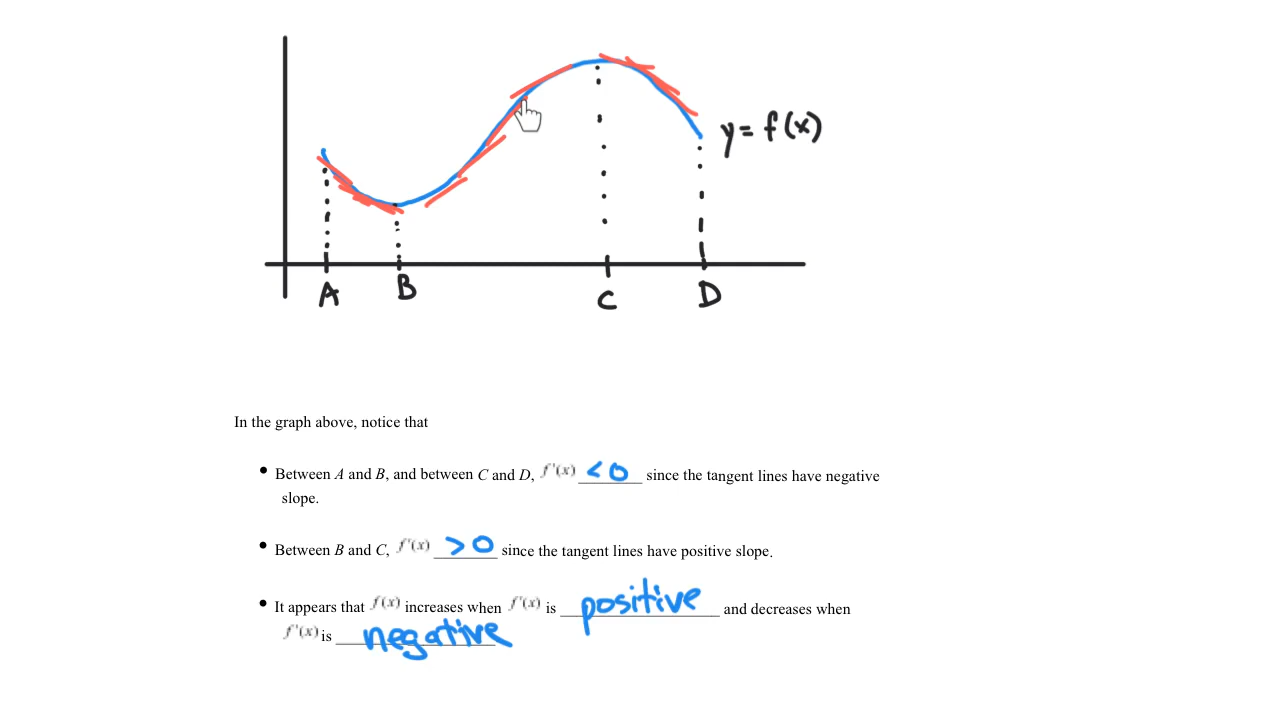 y = f(x)
A B C D
In the graph above, notice that
• Between A and B, and between C and D, f'(x) <0 since the tangent lines have negative
slope.
• Between B and C, f'(x) >0 since the tangent lines have positive slope.
• It appears that f(x) increases when f'(x) is positive and decreases when
f'(x) is negative